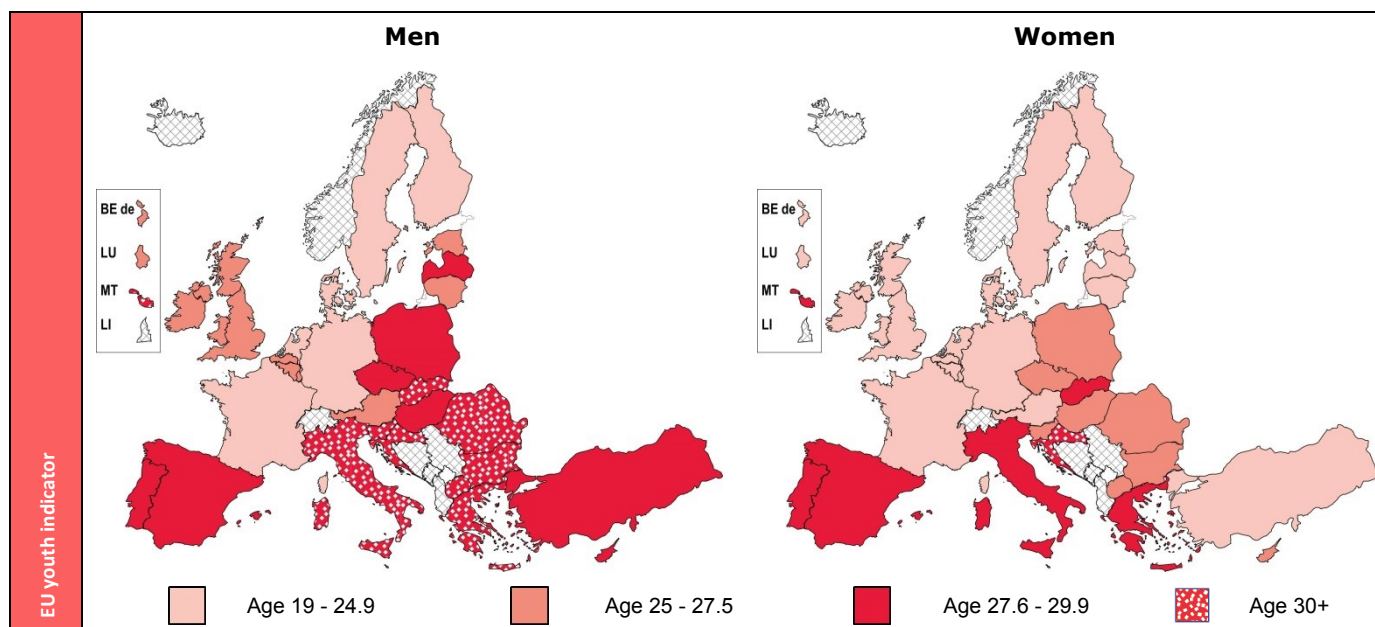 EU youth indicator
Men
Women
BE de
LU
MT
LI
BE de
LU
MT
LI
Age 19 - 24.9
Age 25 - 27.5
Age 27.6 - 29.9
Age 30+